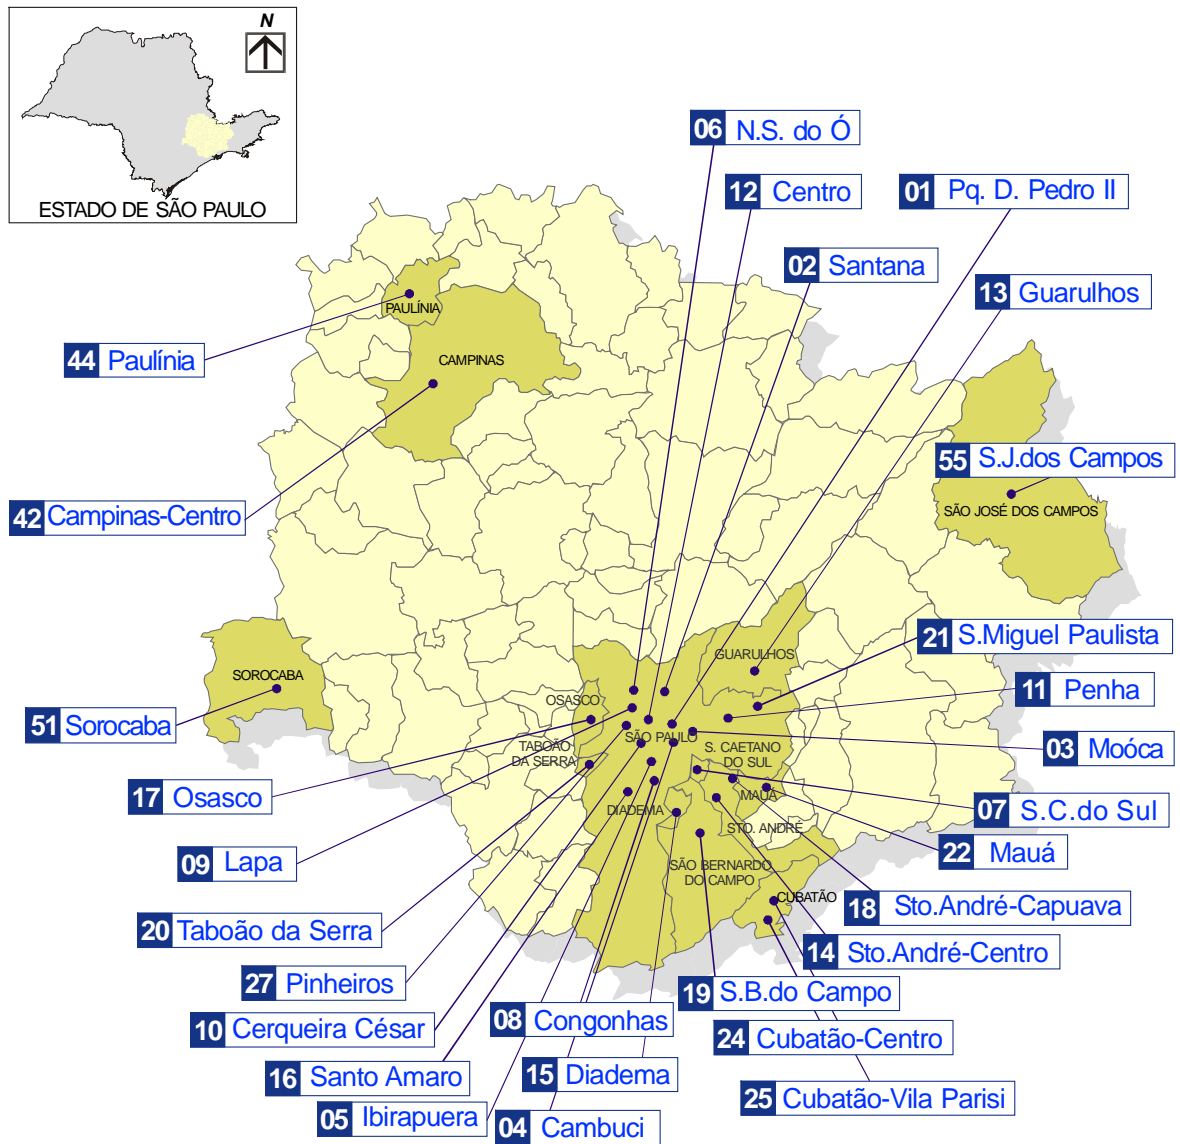 N
ESTADO DE SÃO PAULO
06 N.S. do Ó
12 Centro
01 Pq. D. Pedro II
02 Santana
13 Guarulhos
PAULÍNIA
44 Paulínia
CAMPINAS
55 S.J.dos Campos
42 Campinas-Centro
SÃO JOSÉ DOS CAMPOS
21 S.Miguel Paulista
GUARULHOS
SOROCABA
11 Penha
OSASCO
51 Sorocaba
SÃO PAULO
03 Moóca
TABOÃO
DA SERRA
S. CAETANO
DO SUL
17 Osasco
MAUÁ
07 S.C.do Sul
DIADEMA
STO. ANDRÉ
09 Lapa
22 Mauá
SÃO BERNARDO
DO CAMPO
CUBATÃO
18 Sto.André-Capuava
20 Taboão da Serra
14 Sto.André-Centro
27 Pinheiros
19 S.B.do Campo
10 Cerqueira César
08 Congonhas
24 Cubatão-Centro
16 Santo Amaro
15 Diadema
25 Cubatão-Vila Parisi
05 Ibirapuera
04 Cambuci